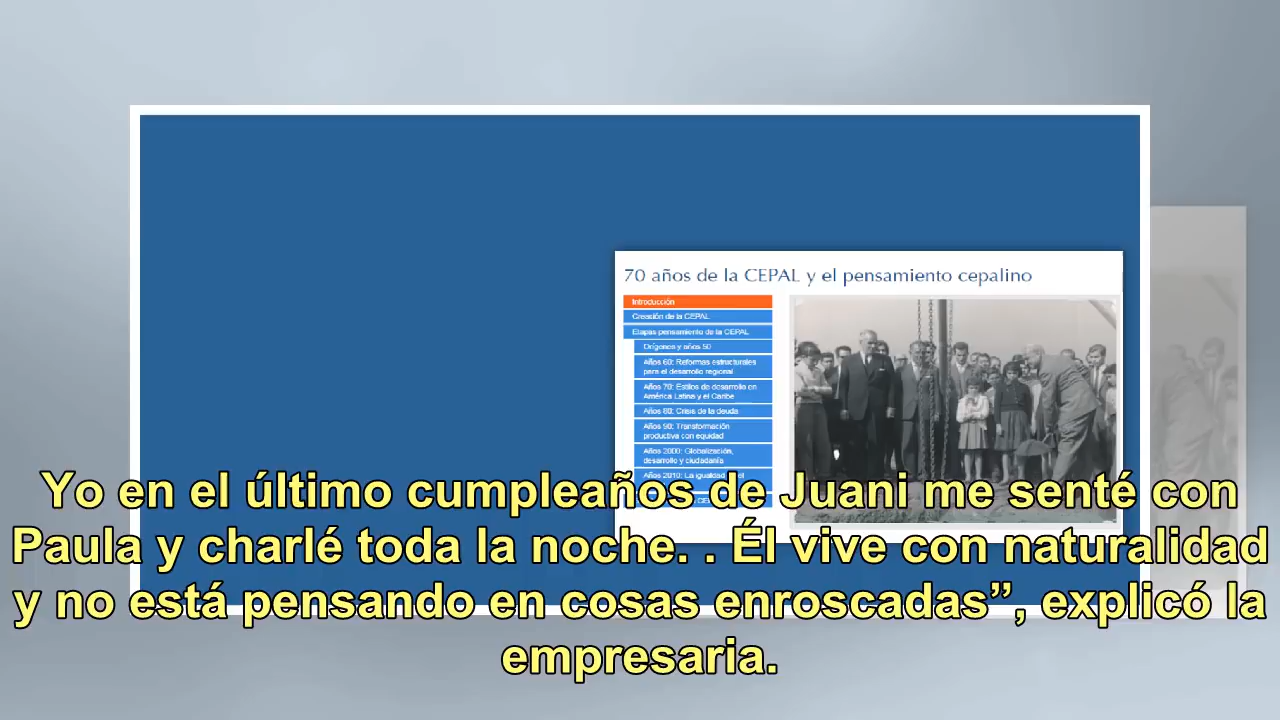 70 años de la CEPAL y el pensamiento cepalino
Introducción
Creación de la CEPAL
Etapas pensamiento de la CEPAL
Orígenes y años 50
Años 60: Reformas estructurales
para el desarrollo regional
Años 70: Estilos de desarrollo en
América Latina y el Caribe
Años 80: Crisis de la deuda
Años 90: Transformación
productiva con equidad
Años 2000: Globalización,
desarrollo y ciudadanía
Años 2010: La igualdad
Yo en el último cumpleaños de Juani me senté con
Paula y charlé toda la noche. . Él vive con naturalidad
y no está pensando en cosas enroscadas”, explicó la
empresaria.